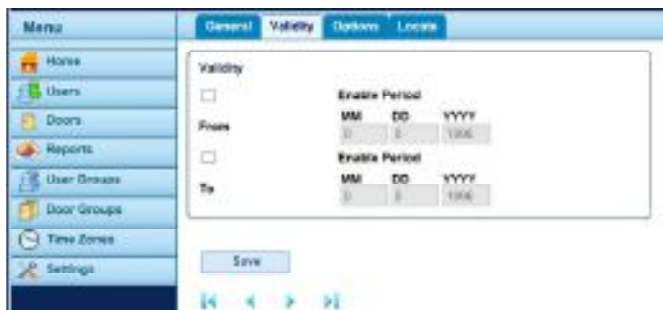 Menu
Home
Users
Doors
Reports
User Groups
Door Groups
Time Zones
Settings
General Validity Options Locate
Validity
Enable Period
From
MM DD YYYY
Enable Period
To
MM DD YYYY
Save